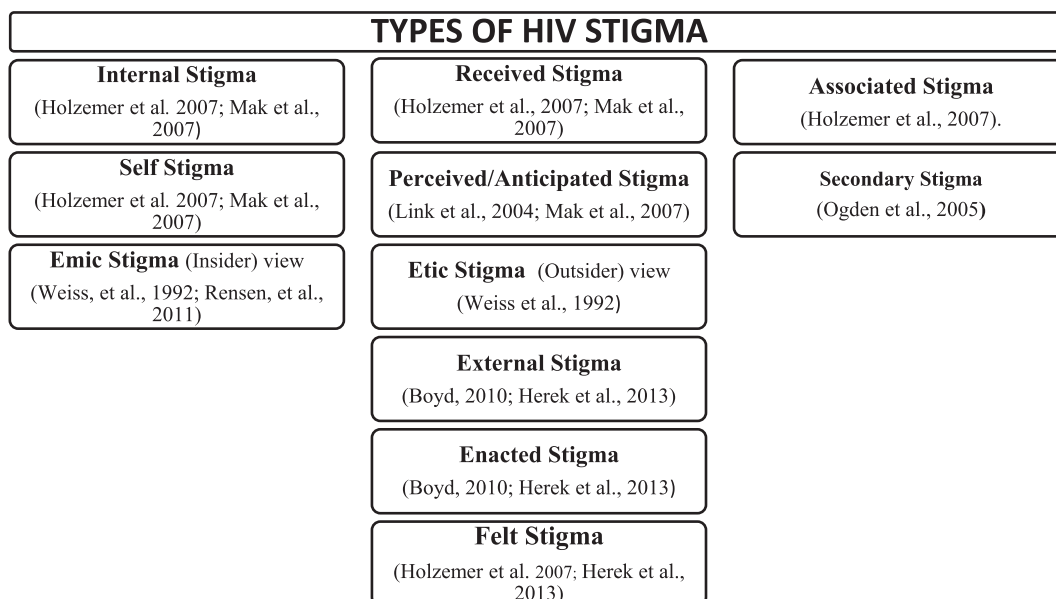 TYPES OF HIV STIGMA
Internal Stigma
(Holzemer et al. 2007; Mak et al.,
2007)
Self Stigma
(Holzemer et al. 2007; Mak et al.,
2007)
Emic Stigma (Insider) view
(Weiss, et al., 1992; Rensen, et al.,
2011)
Received Stigma
(Holzemer et al., 2007; Mak et al.,
2007)
Perceived/Anticipated Stigma
(Link et al., 2004; Mak et al., 2007)
Etic Stigma (Outsider) view
(Weiss et al., 1992)
External Stigma
(Boyd, 2010; Herek et al., 2013)
Enacted Stigma
(Boyd, 2010; Herek et al., 2013)
Felt Stigma
(Holzemer et al. 2007; Herek et al.,
2013)
Associated Stigma
(Holzemer et al., 2007).
Secondary Stigma
(Ogden et al., 2005)